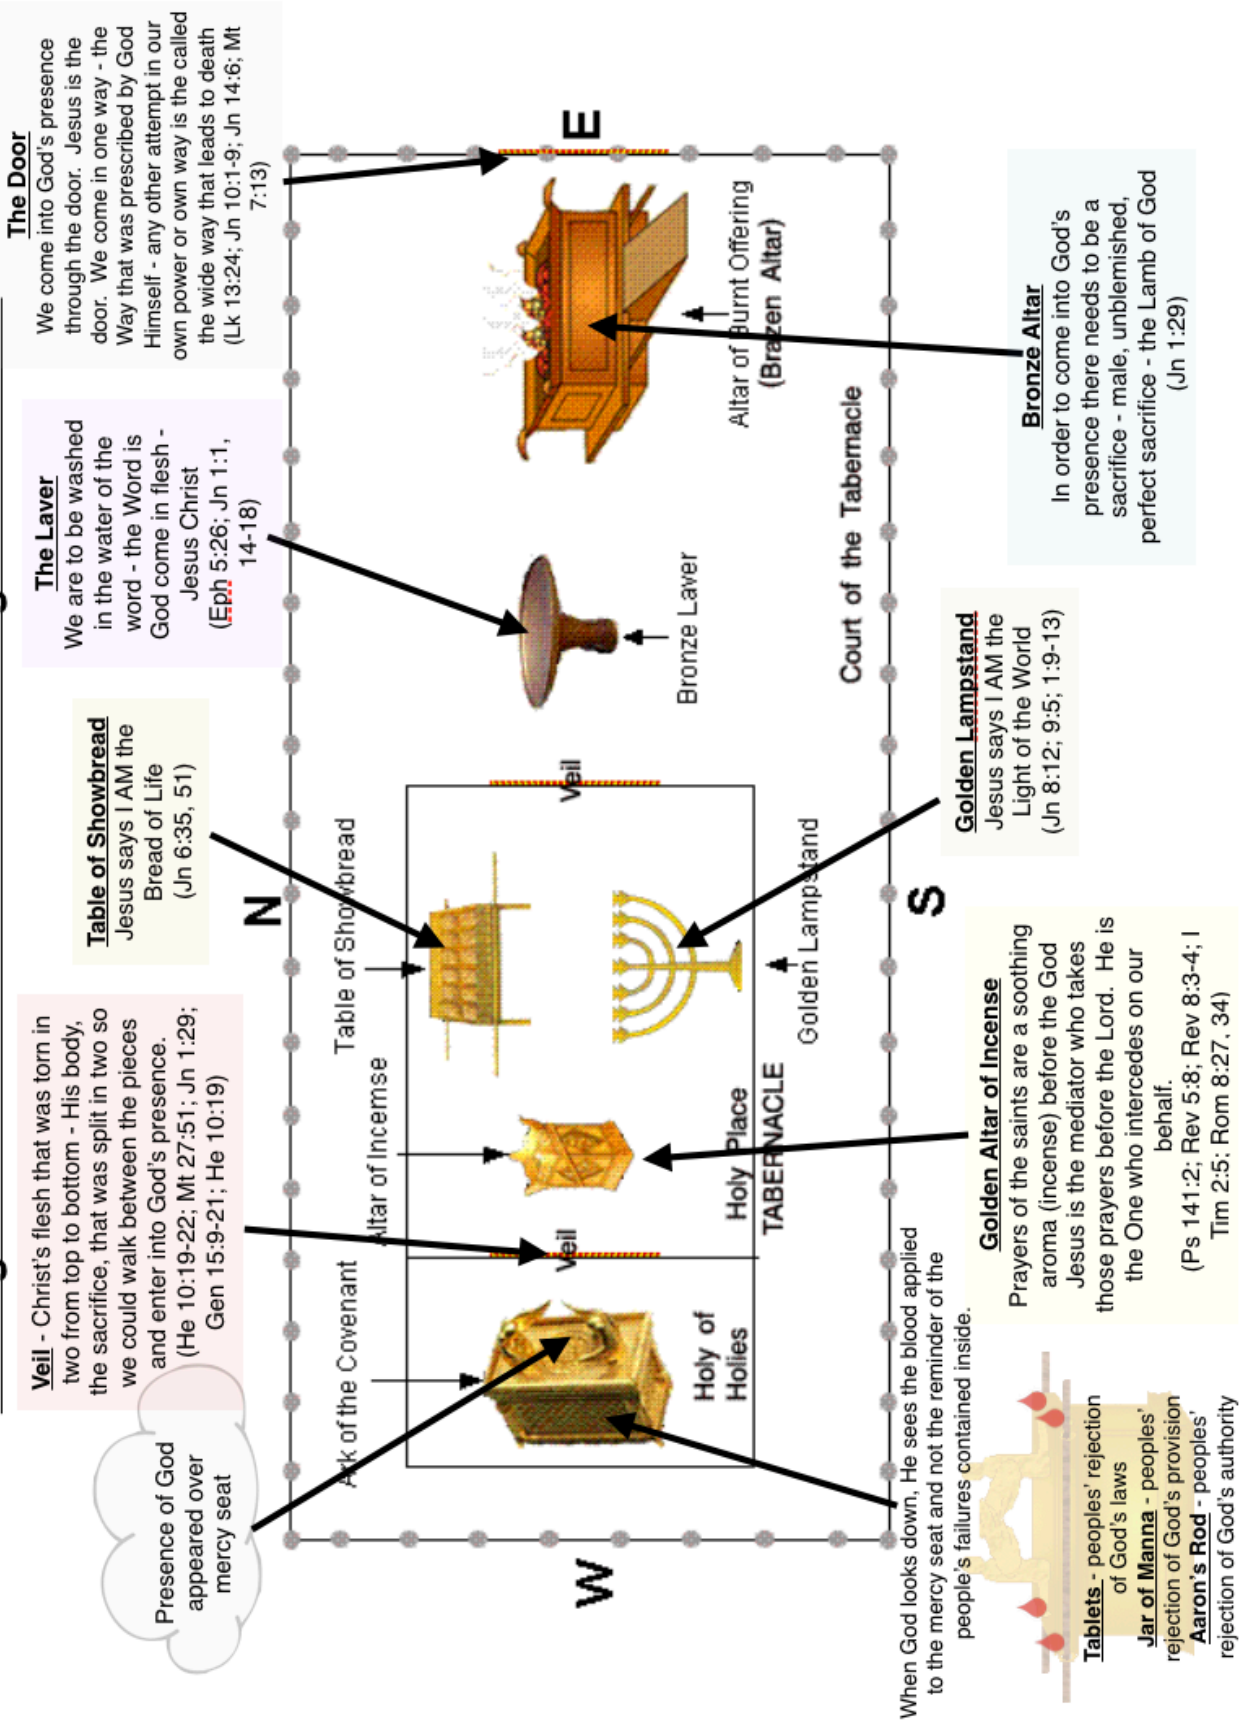 Presence of God
appeared over
mercy seat
Veil - Christ's flesh that was torn in
two from top to bottom - His body,
the sacrifice, that was split in two so
we could walk between the pieces
and enter into God's presence.
(He 10:19-22; Mt 27:51; Jn 1:29;
Gen 15:9-21; He 10:19)
Table of Showbread
Jesus says I AM the
Bread of Life
(Jn 6:35, 51)
The Laver
We are to be washed
in the water of the
word - the Word is
God come in flesh -
Jesus Christ
(Eph 5:26; Jn 1:1,
14-18)
The Door
We come into God's presence
through the door. Jesus is the
door. We come in one way - the
Way that was prescribed by God
Himself - any other attempt in our
own power or own way is the called
the wide way that leads to death
(Lk 13:24; Jn 10:1-9; Jn 14:6; Mt
7:13)
N
W
E
S
Ark of the Covenant
Altar of Incense
Table of Showbread
Veil
Veil
Holy of
Holies
Holy Place
TABERNACLE
Golden Lampstand
Bronze Laver
Altar of Burnt Offering
(Brazen Altar)
Court of the Tabernacle
When God looks down, He sees the blood applied
to the mercy seat and not the reminder of the
people's failures contained inside.
Tablets - peoples' rejection
of God's laws
Jar of Manna - peoples'
rejection of God's provision
Aaron's Rod - peoples'
rejection of God's authority
Golden Altar of Incense
Prayers of the saints are a soothing
aroma (incense) before the God
Jesus is the mediator who takes
those prayers before the Lord. He is
the One who intercedes on our
behalf.
(Ps 141:2; Rev 5:8; Rev 8:3-4; I
Tim 2:5; Rom 8:27, 34)
Golden Lampstand
Jesus says I AM the
Light of the World
(Jn 8:12; 9:5; 1:9-13)
Bronze Altar
In order to come into God's
presence there needs to be a
sacrifice - male, unblemished,
perfect sacrifice - the Lamb of God
(Jn 1:29)